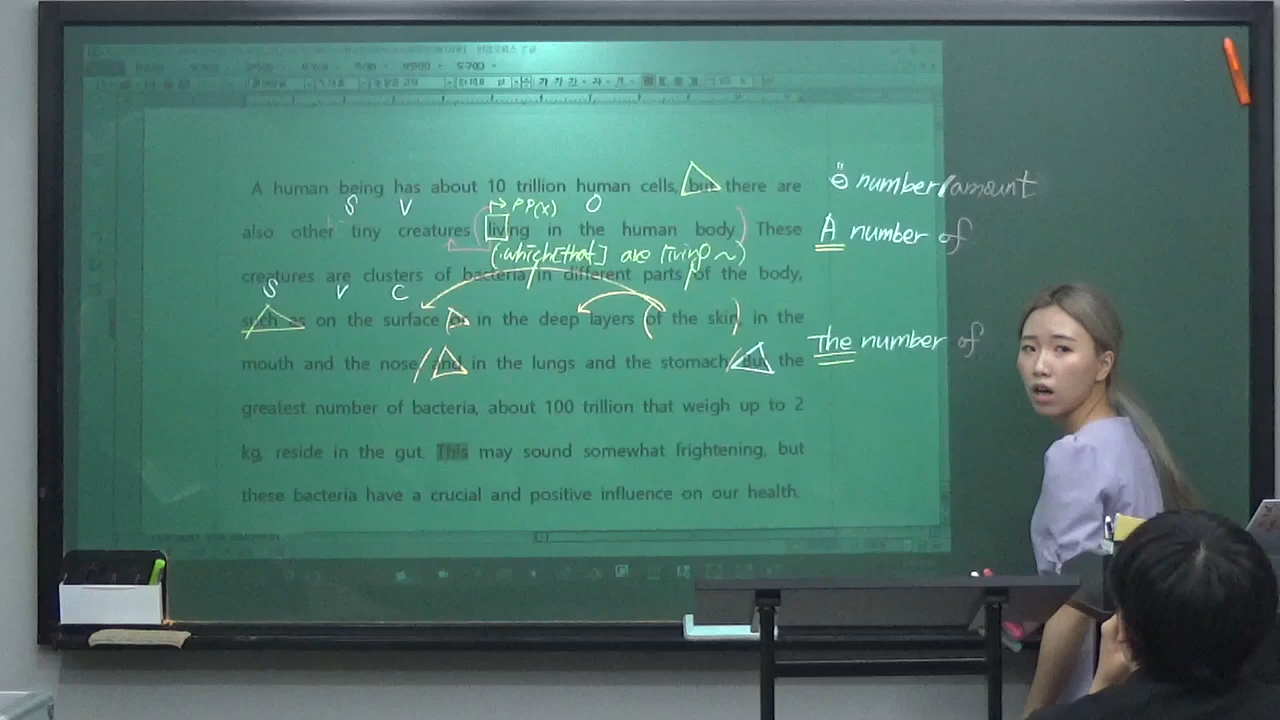 A human being has about 10 trillion human cells, but there are
S V PP(X) O
also other tiny creatures living in the human body. These
(which[that] are living ~)
creatures are clusters of bacteria in different parts of the body,
S V C
such as on the surface or in the deep layers of the skin, in the
mouth and the nose, and in the lungs and the stomach. But the
greatest number of bacteria, about 100 trillion that weigh up to 2
kg, reside in the gut. This may sound somewhat frightening, but
these bacteria have a crucial and positive influence on our health.
number/amount
A number of
The number of